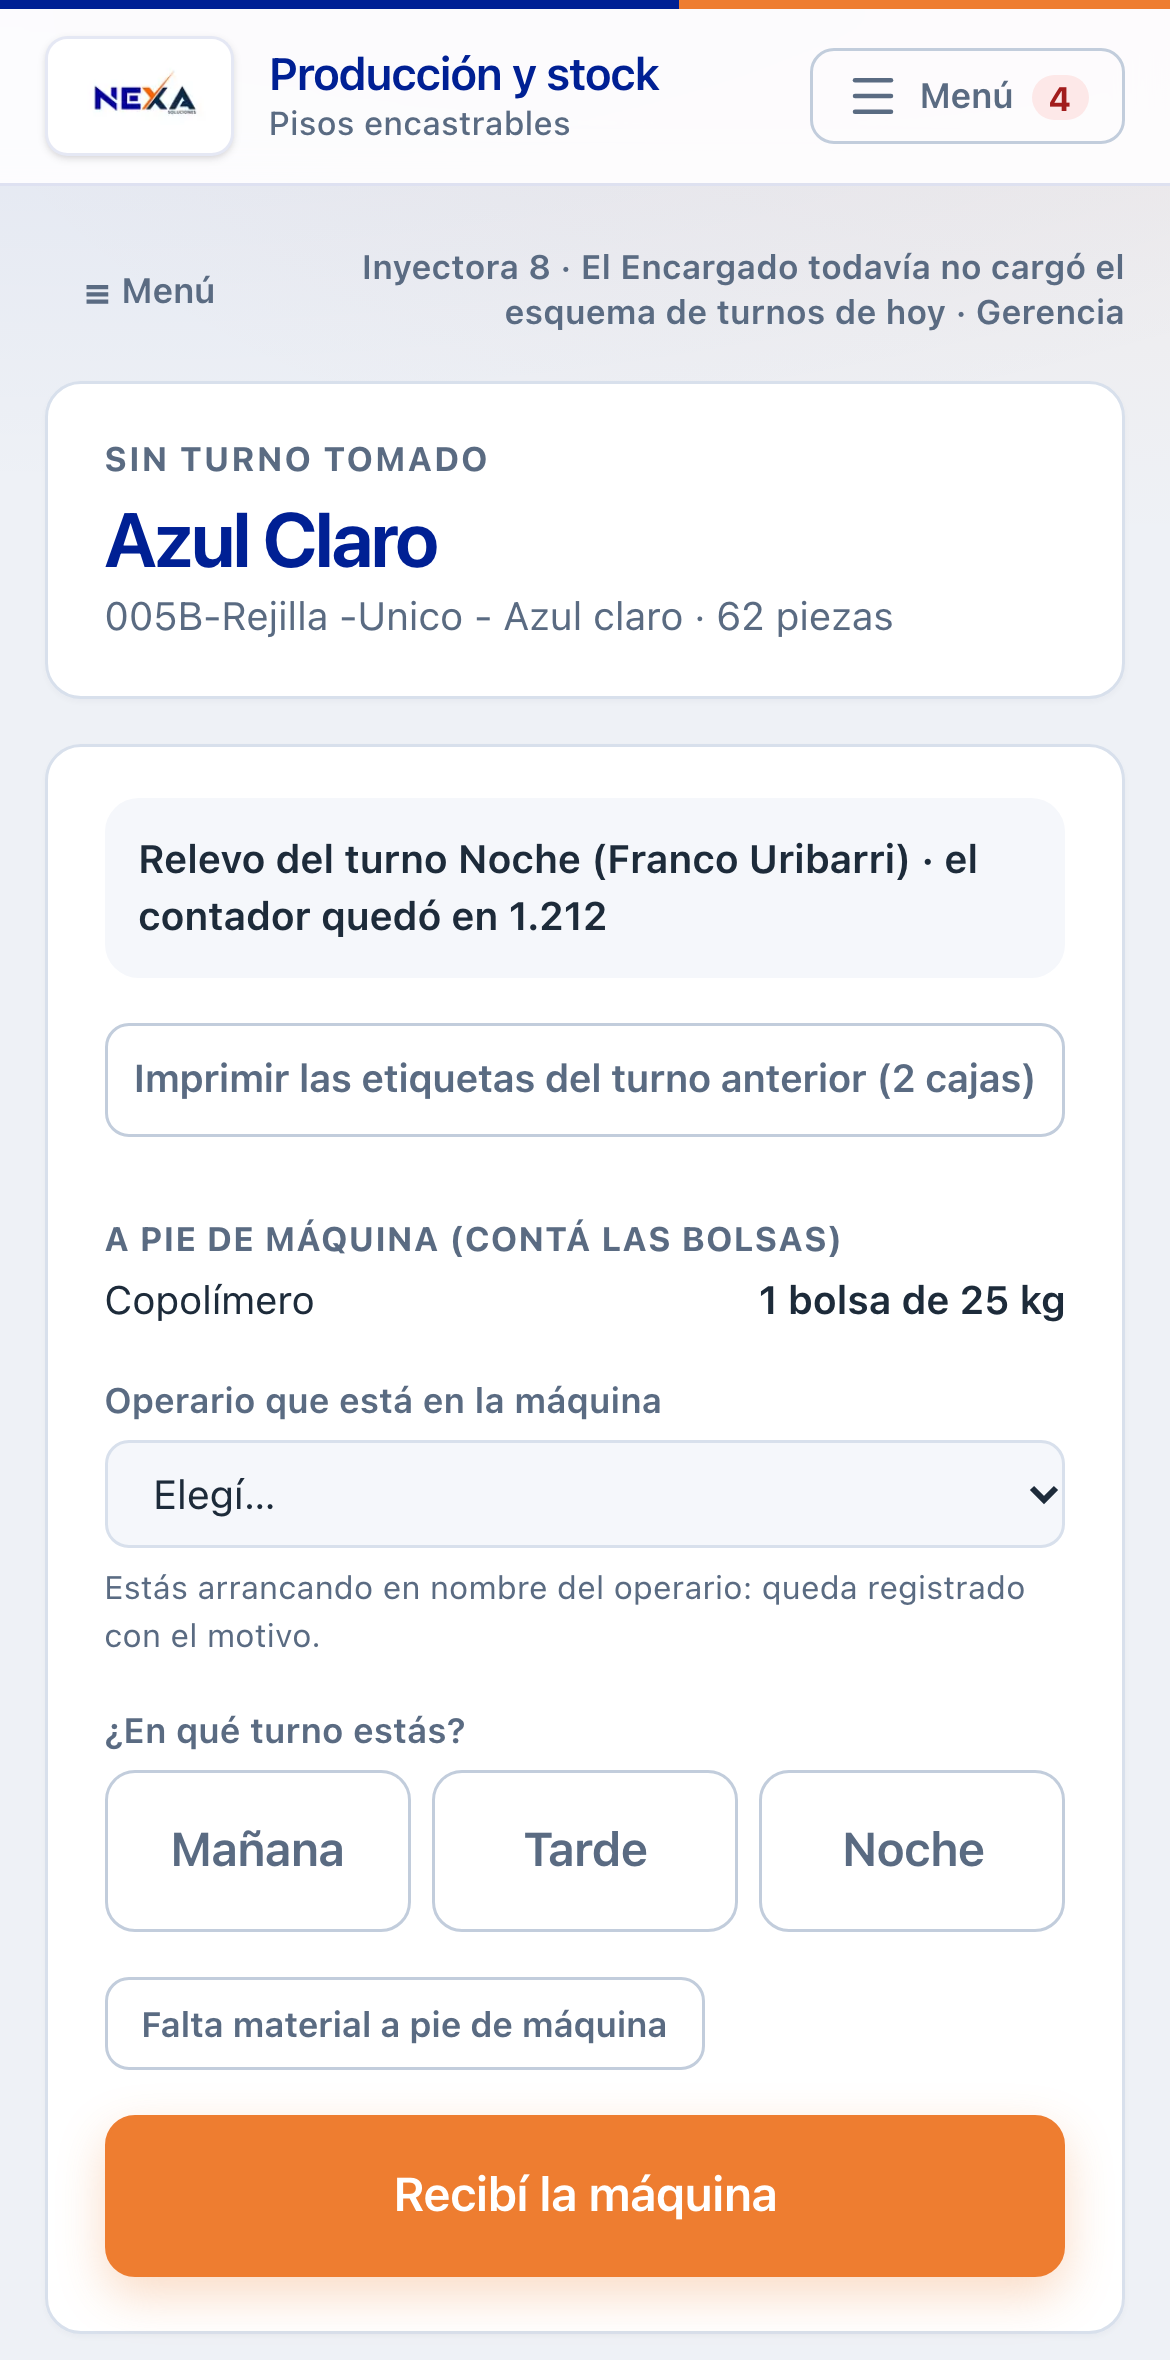 NEXA
SOLUCIONES
Producción y stock
Pisos encastrables
Menú 4
≡ Menú
Inyectora 8 · El Encargado todavía no cargó el
esquema de turnos de hoy · Gerencia
SIN TURNO TOMADO
Azul Claro
005B-Rejilla -Unico - Azul claro · 62 piezas
Relevo del turno Noche (Franco Uribarri) · el
contador quedó en 1.212
Imprimir las etiquetas del turno anterior (2 cajas)
A PIE DE MÁQUINA (CONTÁ LAS BOLSAS)
Copolímero 1 bolsa de 25 kg
Operario que está en la máquina
Elegí...
Estás arrancando en nombre del operario: queda registrado
con el motivo.
¿En qué turno estás?
Mañana Tarde Noche
Falta material a pie de máquina
Recibí la máquina